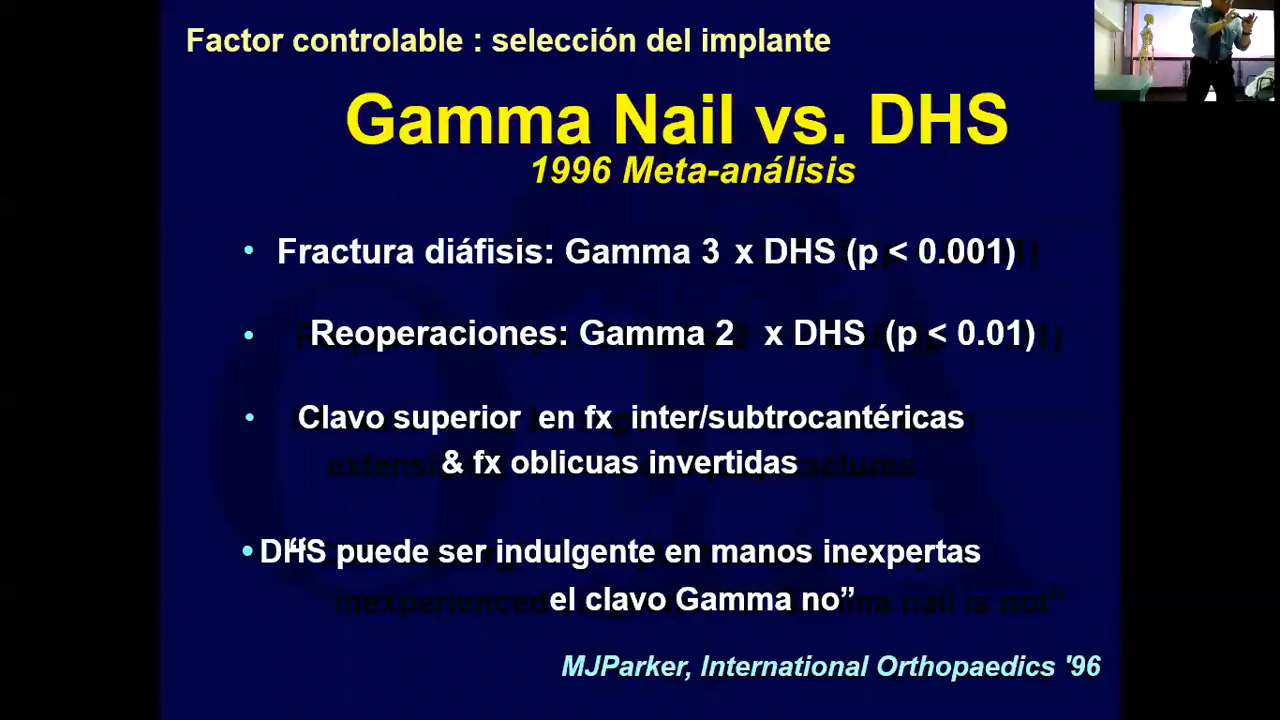 Factor controlable : selección del implante
Gamma Nail vs. DHS
1996 Meta-análisis
• Fractura diáfisis: Gamma 3 x DHS (p < 0.001)
• Reoperaciones: Gamma 2 x DHS (p < 0.01)
• Clavo superior en fx inter/subtrocantéricas
& fx oblicuas invertidas
• “DHS puede ser indulgente en manos inexpertas
el clavo Gamma no”
MJParker, International Orthopaedics '96